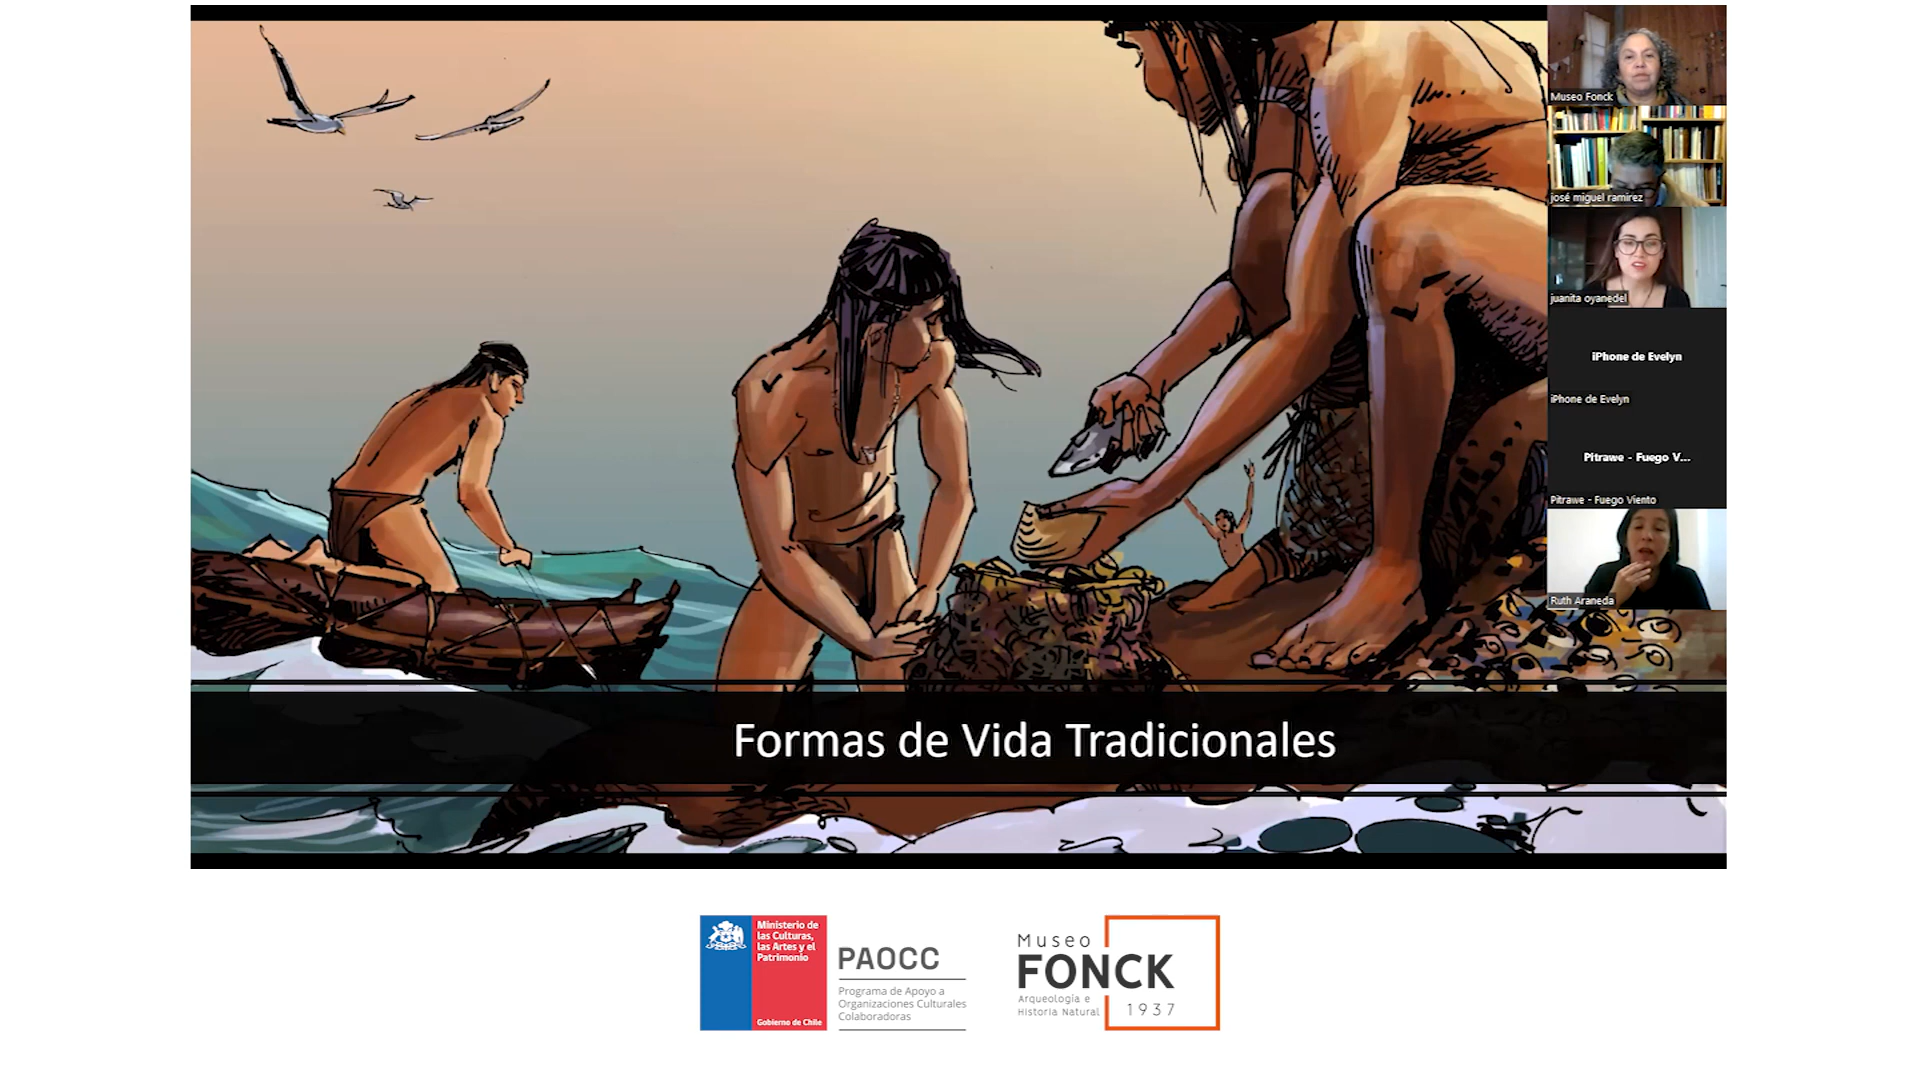 Museo Fonck
josé miguel ramirez
juanita oyanedel
iPhone de Evelyn
iPhone de Evelyn
Pitrawe - Fuego V...
Pitrawe - Fuego Viento
Ruth Araneda
Formas de Vida Tradicionales
Ministerio de
las Culturas,
las Artes y el
Patrimonio
Gobierno de Chile
PAOCC
Programa de Apoyo a
Organizaciones Culturales
Colaboradoras
Museo
FONCK
Arqueología e
Historia Natural
1937